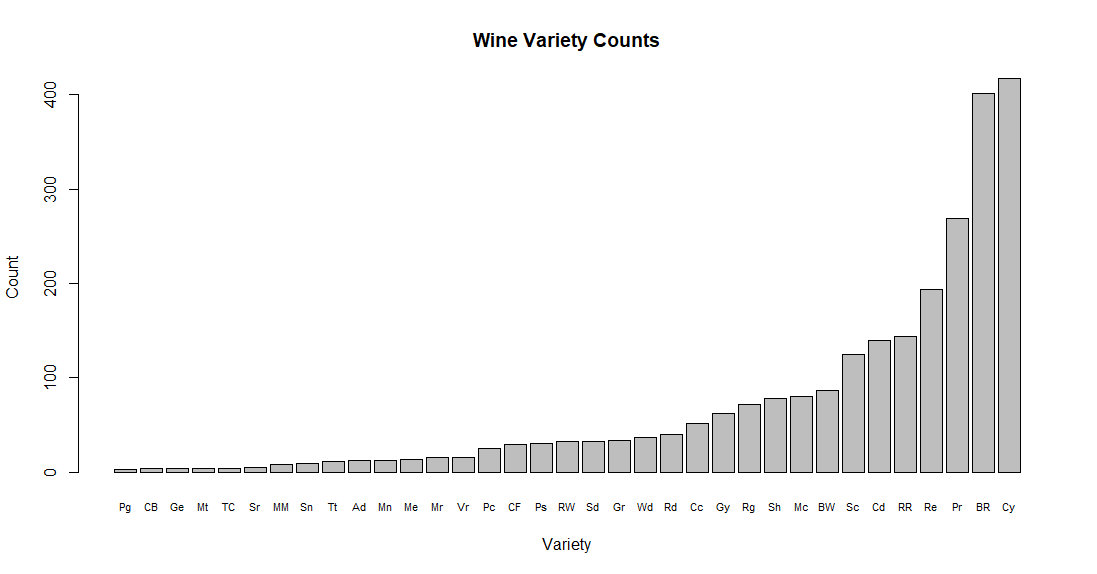 Wine Variety Counts
Count
400
300
200
100
0
Pg CB Ge Mt TC Sr MM Sn Tt Ad Mn Me Mr Vr Pc CF Ps RW Sd Gr Wd Rd Cc Gy Rg Sh Mc BW Sc Cd RR Re Pr BR Cy
Variety